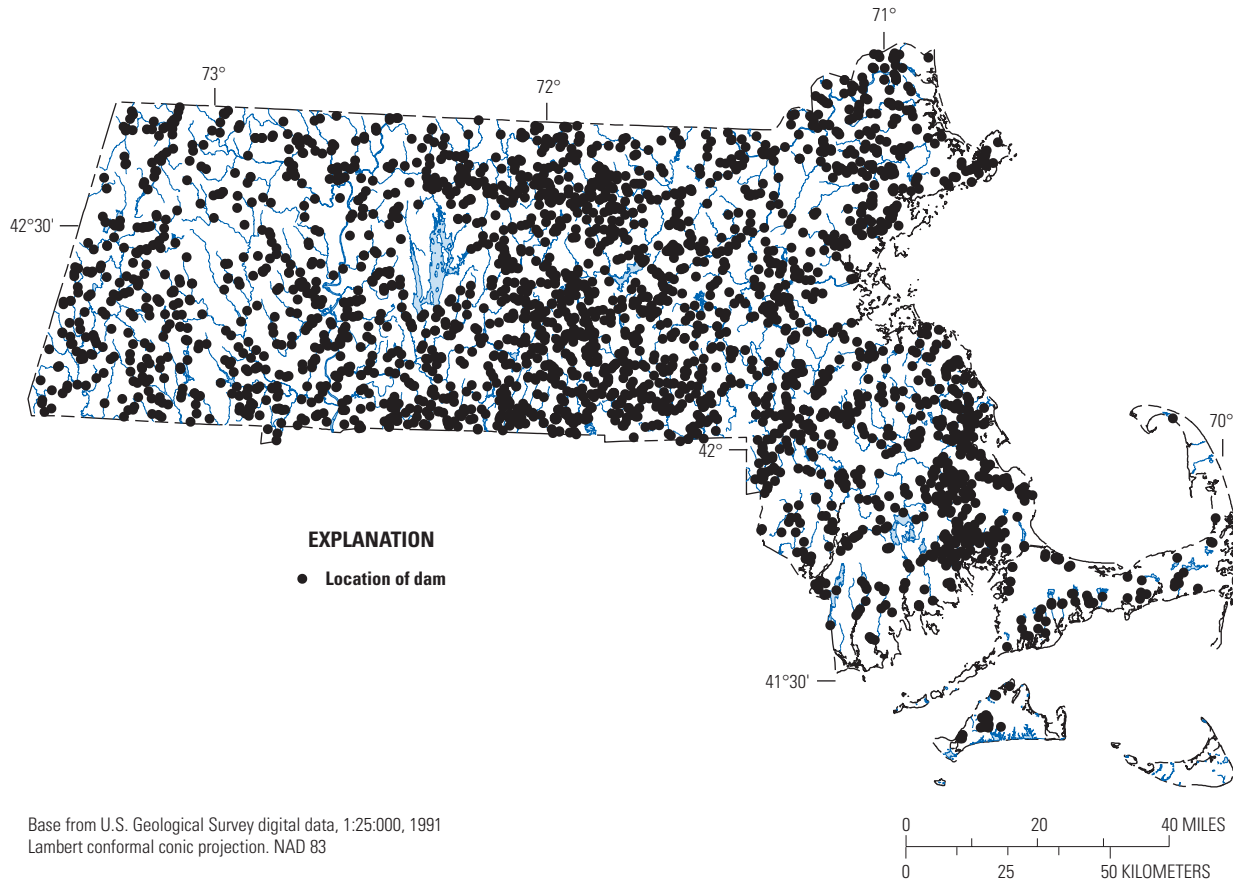 71°
73°
72°
42°30'
70°
42°
EXPLANATION
Location of dam
41°30'
Base from U.S. Geological Survey digital data, 1:25:000, 1991
Lambert conformal conic projection. NAD 83
0 20 40 MILES
0 25 50 KILOMETERS